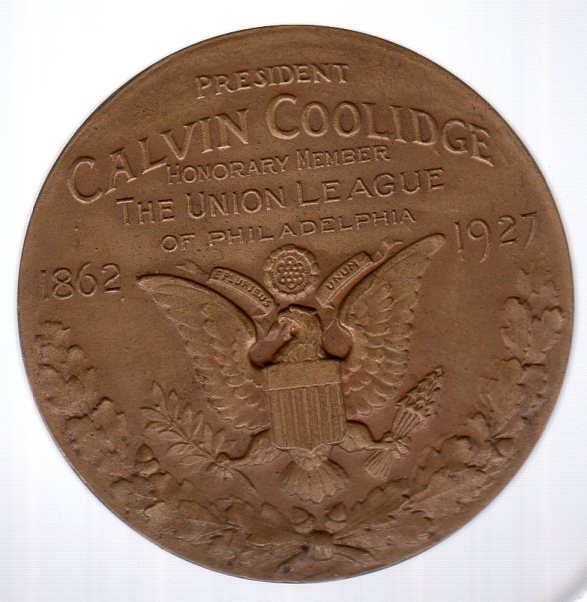 PRESIDENT
CALVIN COOLIDGE
HONORARY MEMBER
THE UNION LEAGUE
OF PHILADELPHIA
1862 1927
E PLURIBUS UNUM